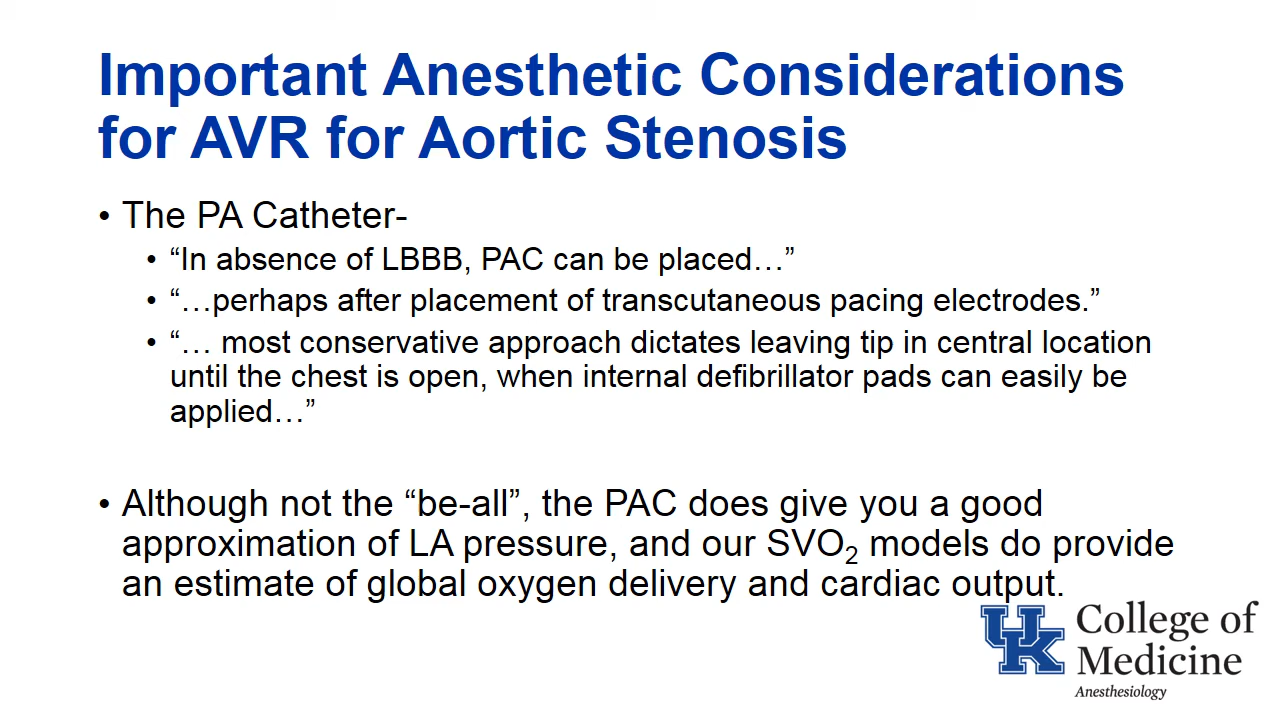 Important Anesthetic Considerations
for AVR for Aortic Stenosis
• The PA Catheter-
• “In absence of LBBB, PAC can be placed…”
• “…perhaps after placement of transcutaneous pacing electrodes.”
• “… most conservative approach dictates leaving tip in central location
until the chest is open, when internal defibrillator pads can easily be
applied…”
• Although not the “be-all”, the PAC does give you a good
approximation of LA pressure, and our SVO₂ models do provide
an estimate of global oxygen delivery and cardiac output.
UK
College of
Medicine
Anesthesiology